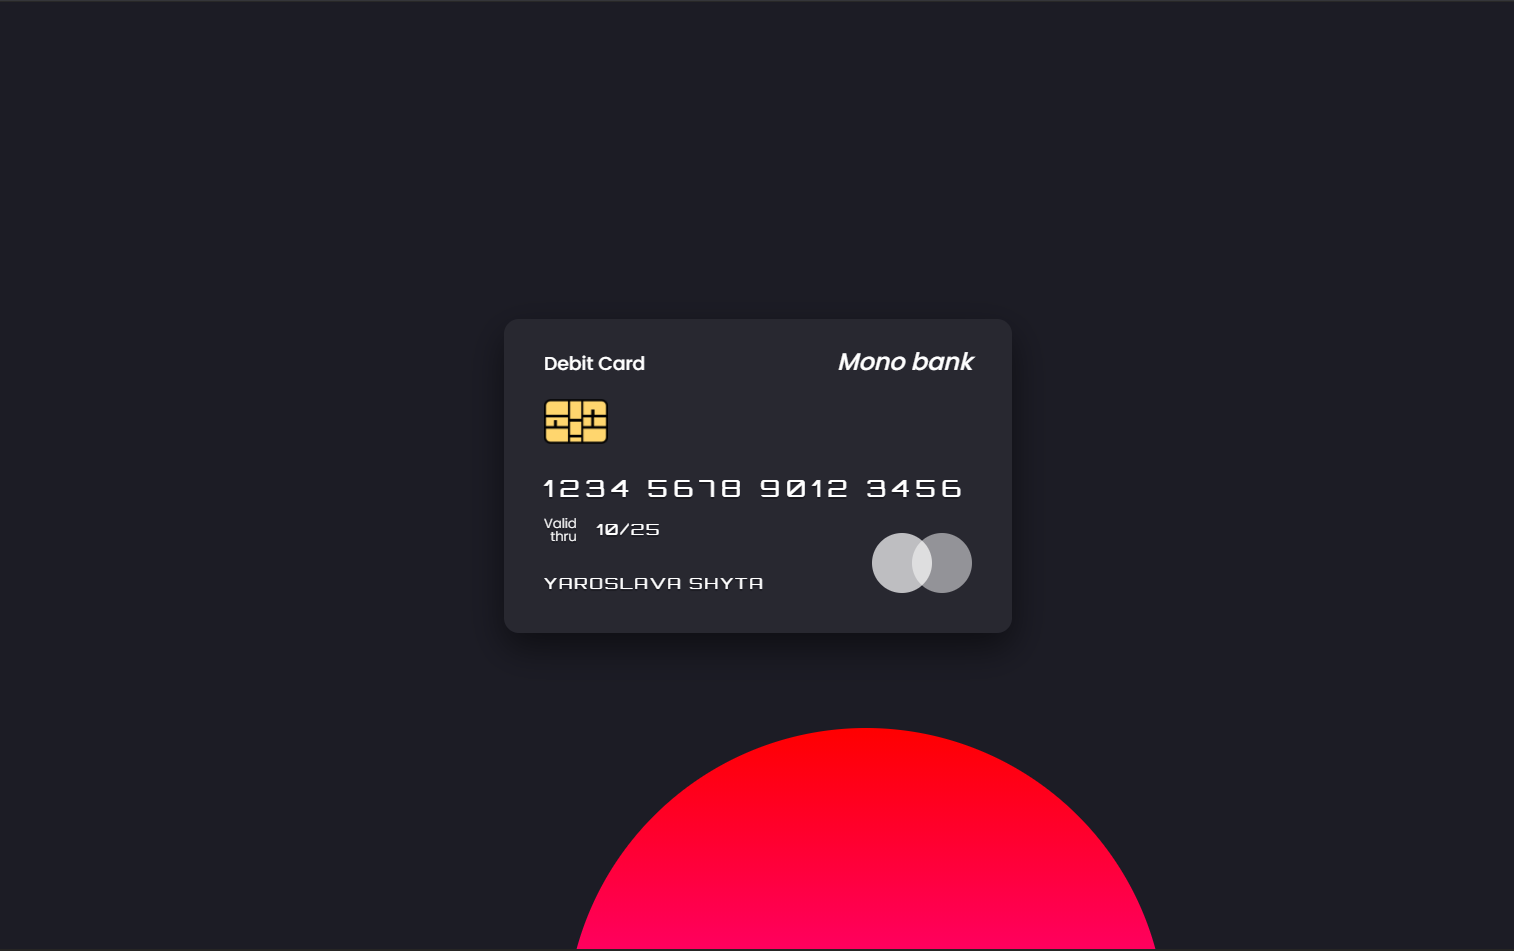 Debit Card
Mono bank
1234 5678 9012 3456
Valid
thru
10/25
YAROSLAVA SHYTA